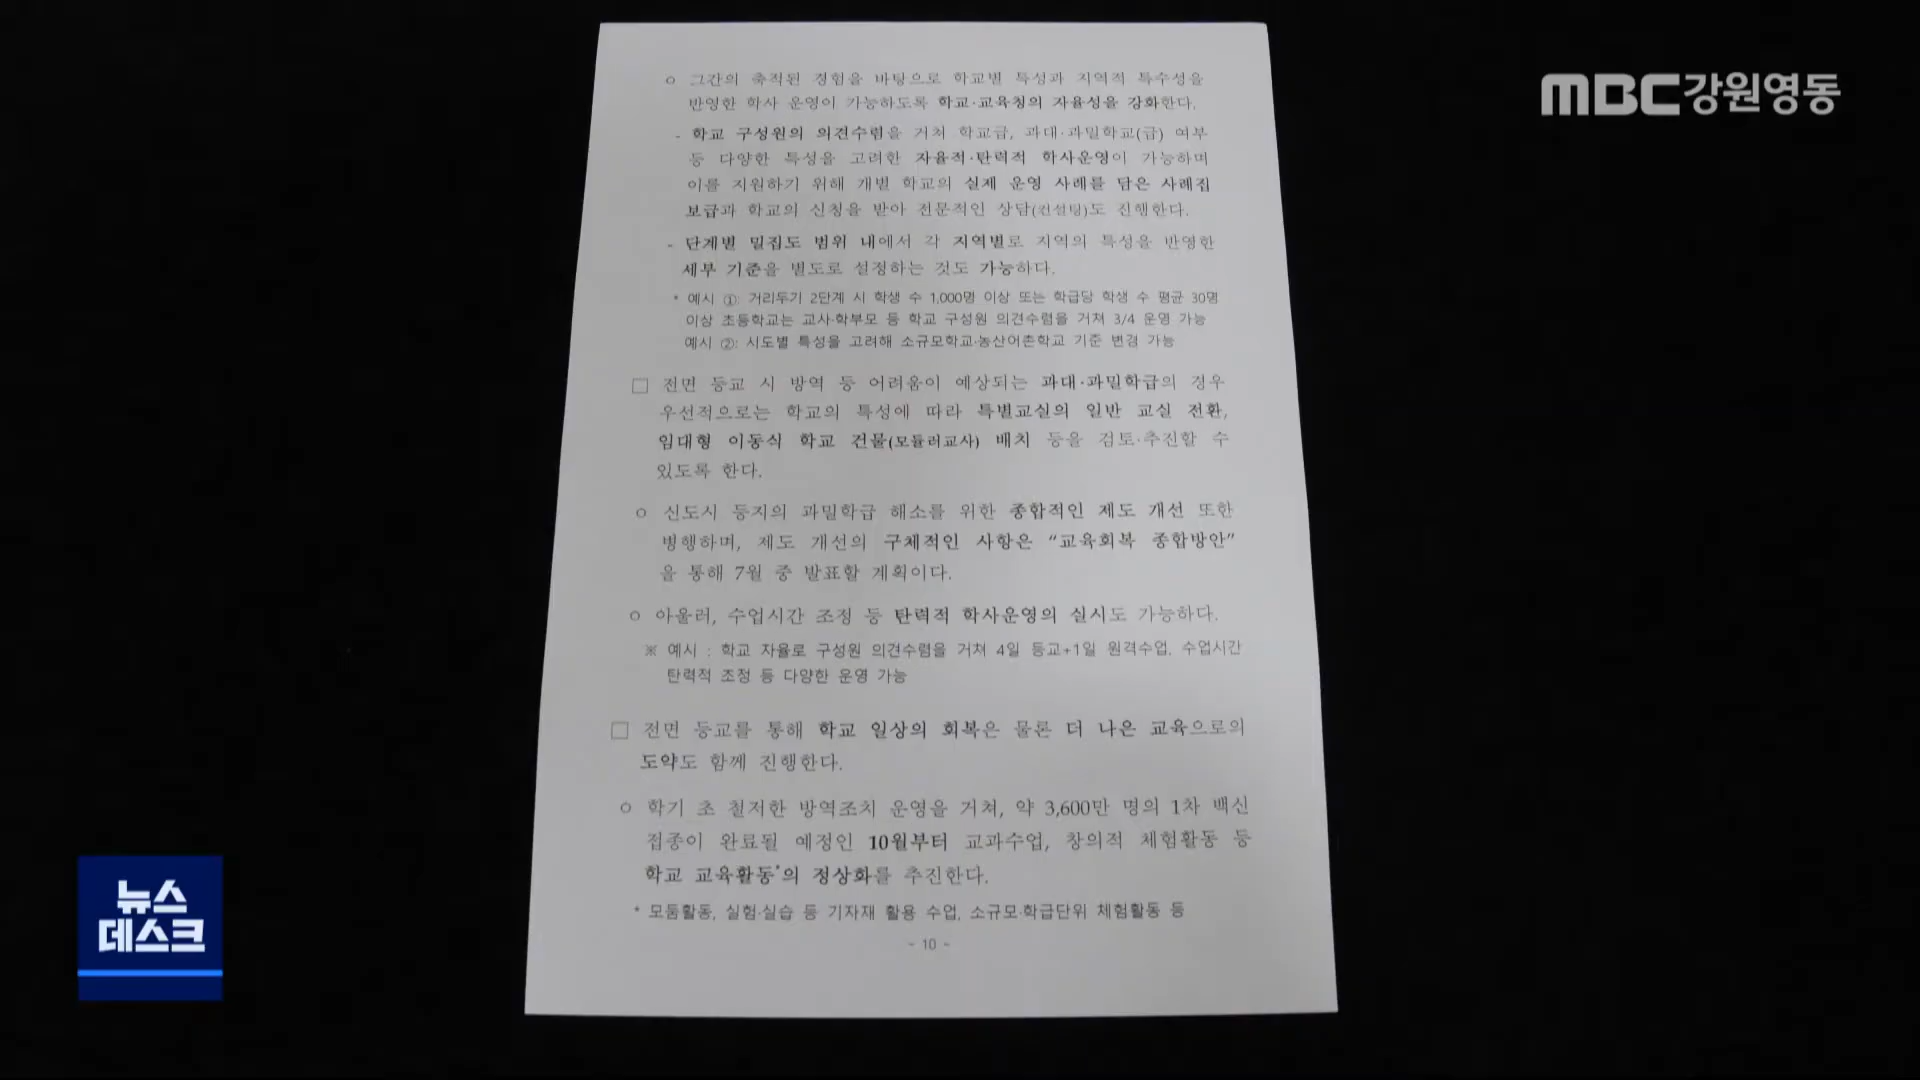 MBC강원영동
ㅇ 그간의 축적된 경험을 바탕으로 학교별 특성과 지역적 특수성을
반영한 학사 운영이 가능하도록 학교·교육청의 자율성을 강화한다.
- 학교 구성원의 의견수렴을 거쳐 학교급, 과대·과밀학교(급) 여부
등 다양한 특성을 고려한 자율적·탄력적 학사운영이 가능하며
이를 지원하기 위해 개별 학교의 실제 운영 사례를 담은 사례집
보급과 학교의 신청을 받아 전문적인 상담(컨설팅)도 진행한다.
- 단계별 밀집도 범위 내에서 각 지역별로 지역의 특성을 반영한
세부 기준을 별도로 설정하는 것도 가능하다.
* 예시 ①: 거리두기 2단계 시 학생 수 1,000명 이상 또는 학급당 학생 수 평균 30명
이상 초등학교는 교사·학부모 등 학교 구성원 의견수렴을 거쳐 3/4 운영 가능
예시 ②: 시도별 특성을 고려해 소규모학교·농산어촌학교 기준 변경 가능
□ 전면 등교 시 방역 등 어려움이 예상되는 과대·과밀학급의 경우
우선적으로는 학교의 특성에 따라 특별교실의 일반 교실 전환,
임대형 이동식 학교 건물(모듈러교사) 배치 등을 검토·추진할 수
있도록 한다.
ㅇ 신도시 등지의 과밀학급 해소를 위한 종합적인 제도 개선 또한
병행하며, 제도 개선의 구체적인 사항은 “교육회복 종합방안”
을 통해 7월 중 발표할 계획이다.
ㅇ 아울러, 수업시간 조정 등 탄력적 학사운영의 실시도 가능하다.
※ 예시 : 학교 자율로 구성원 의견수렴을 거쳐 4일 등교+1일 원격수업, 수업시간
탄력적 조정 등 다양한 운영 가능
□ 전면 등교를 통해 학교 일상의 회복은 물론 더 나은 교육으로의
도약도 함께 진행한다.
ㅇ 학기 초 철저한 방역조치 운영을 거쳐, 약 3,600만 명의 1차 백신
접종이 완료될 예정인 10월부터 교과수업, 창의적 체험활동 등
학교 교육활동*의 정상화를 추진한다.
* 모둠활동, 실험·실습 등 기자재 활용 수업, 소규모·학급단위 체험활동 등
- 10 -
뉴스
데스크